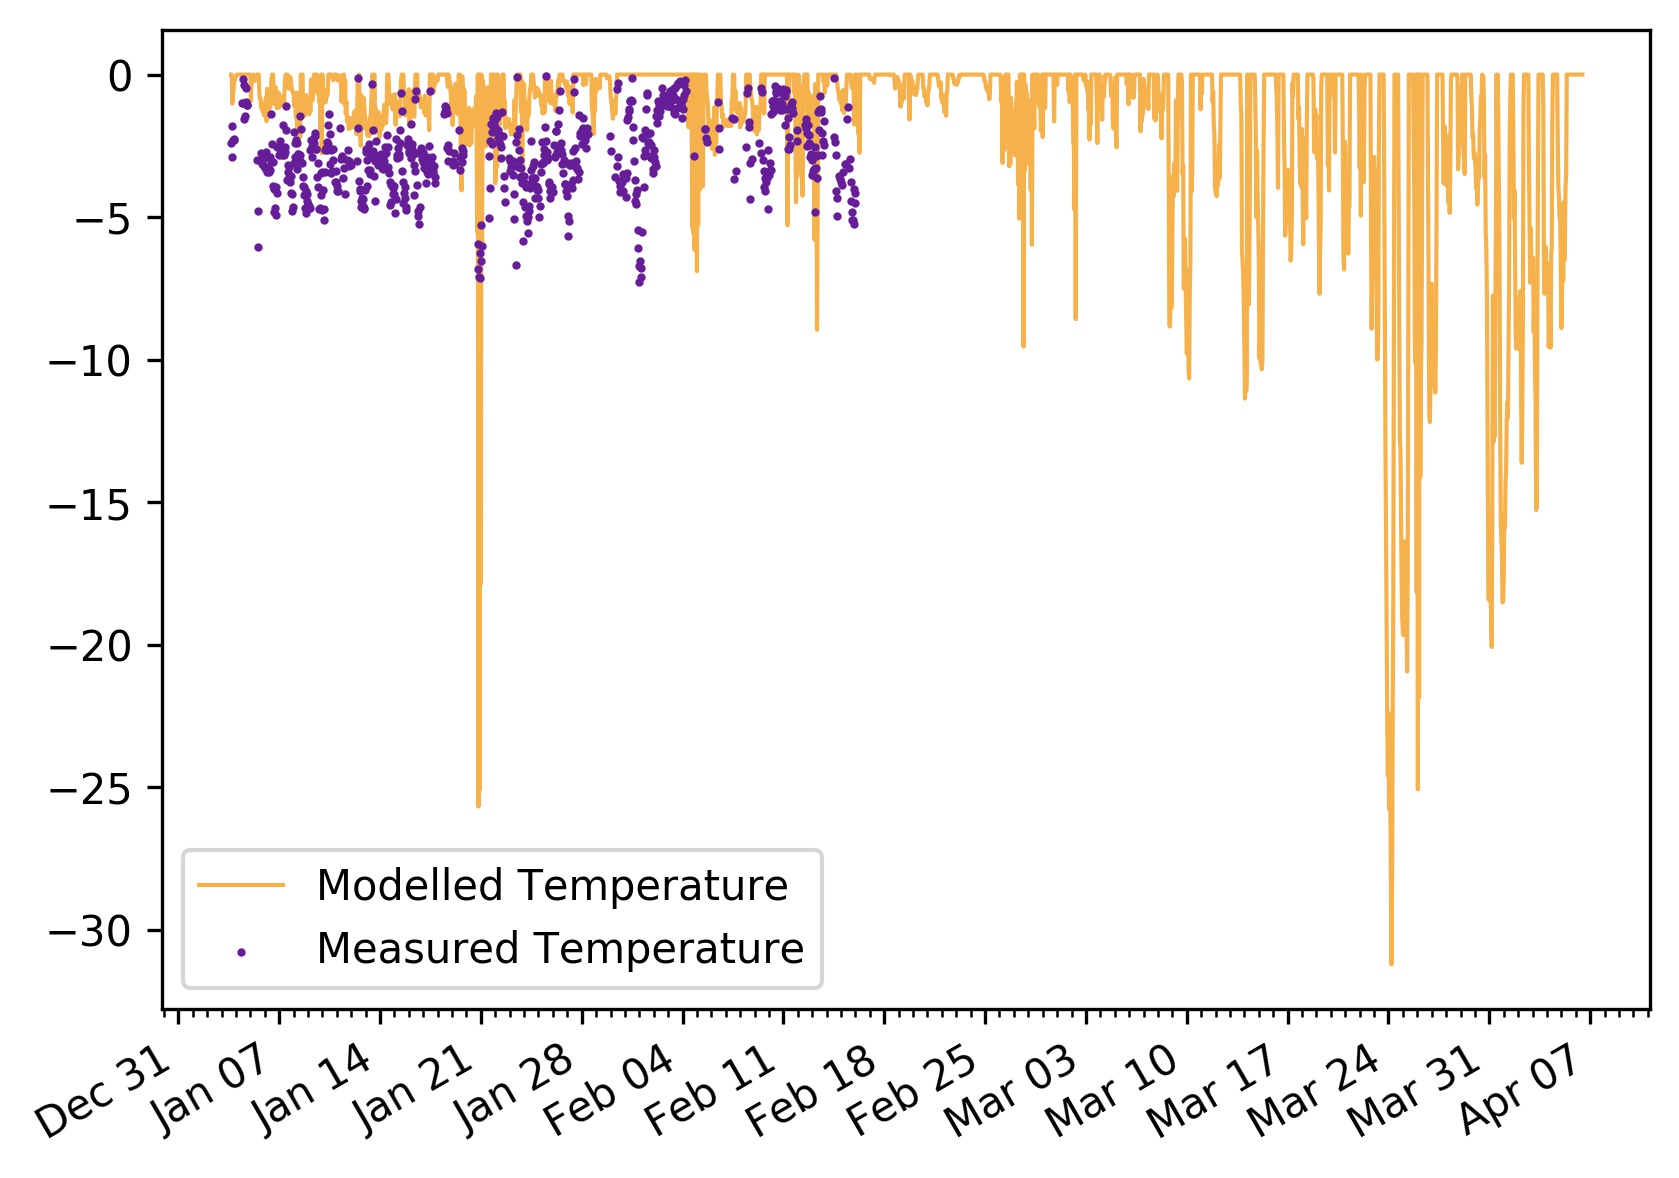 0
−5
−10
−15
−20
−25
−30
Modelled Temperature
Measured Temperature
Dec 31
Jan 07
Jan 14
Jan 21
Jan 28
Feb 04
Feb 11
Feb 18
Feb 25
Mar 03
Mar 10
Mar 17
Mar 24
Mar 31
Apr 07